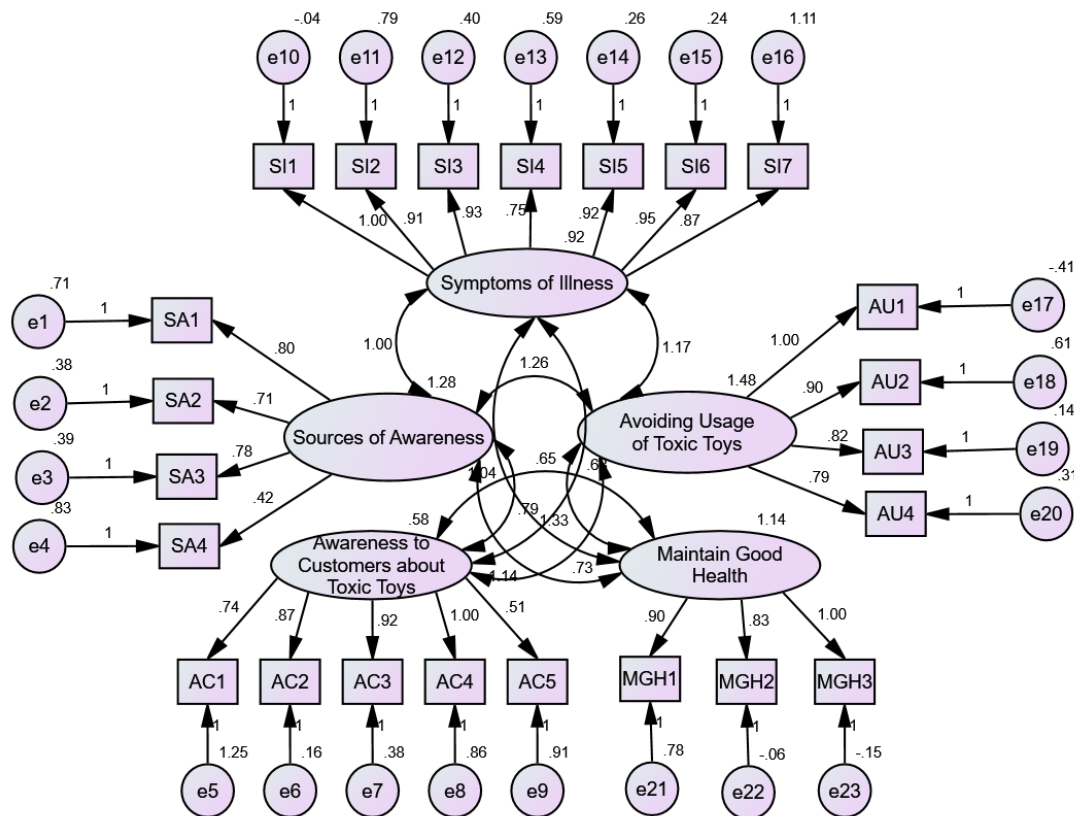 -.04 .79 .40 .59 .26 .24 1.11
e10 e11 e12 e13 e14 e15 e16
1 1 1 1 1 1 1
SI1 SI2 SI3 SI4 SI5 SI6 SI7
1.00 .91 .93 .75 .92 .95 .87
.92
Symptoms of Illness
.71
e1 1 SA1
.80
.38
e2 1 SA2
.71
.39
e3 1 SA3
.78
.83
e4 1 SA4
.42
1.00
1.17
1.28
1.26
1.48
Sources of Awareness
Avoiding Usage
of Toxic Toys
-.41
AU1 1 e17
1.00
.61
AU2 1 e18
.90
.14
AU3 1 e19
.82
AU4 1 e20
.79
1.04
.65
.79
1.33
.73
1.14
.58
Awareness to
Customers about
Toxic Toys
1.14
Maintain Good
Health
.74 .87 .92 1.00 .51
.90 .83 1.00
AC1 AC2 AC3 AC4 AC5
MGH1 MGH2 MGH3
1 1 1 1 1
1 1 1
1.25 .16 .38 .86 .91
.78 -.06 -.15
e5 e6 e7 e8 e9
e21 e22 e23